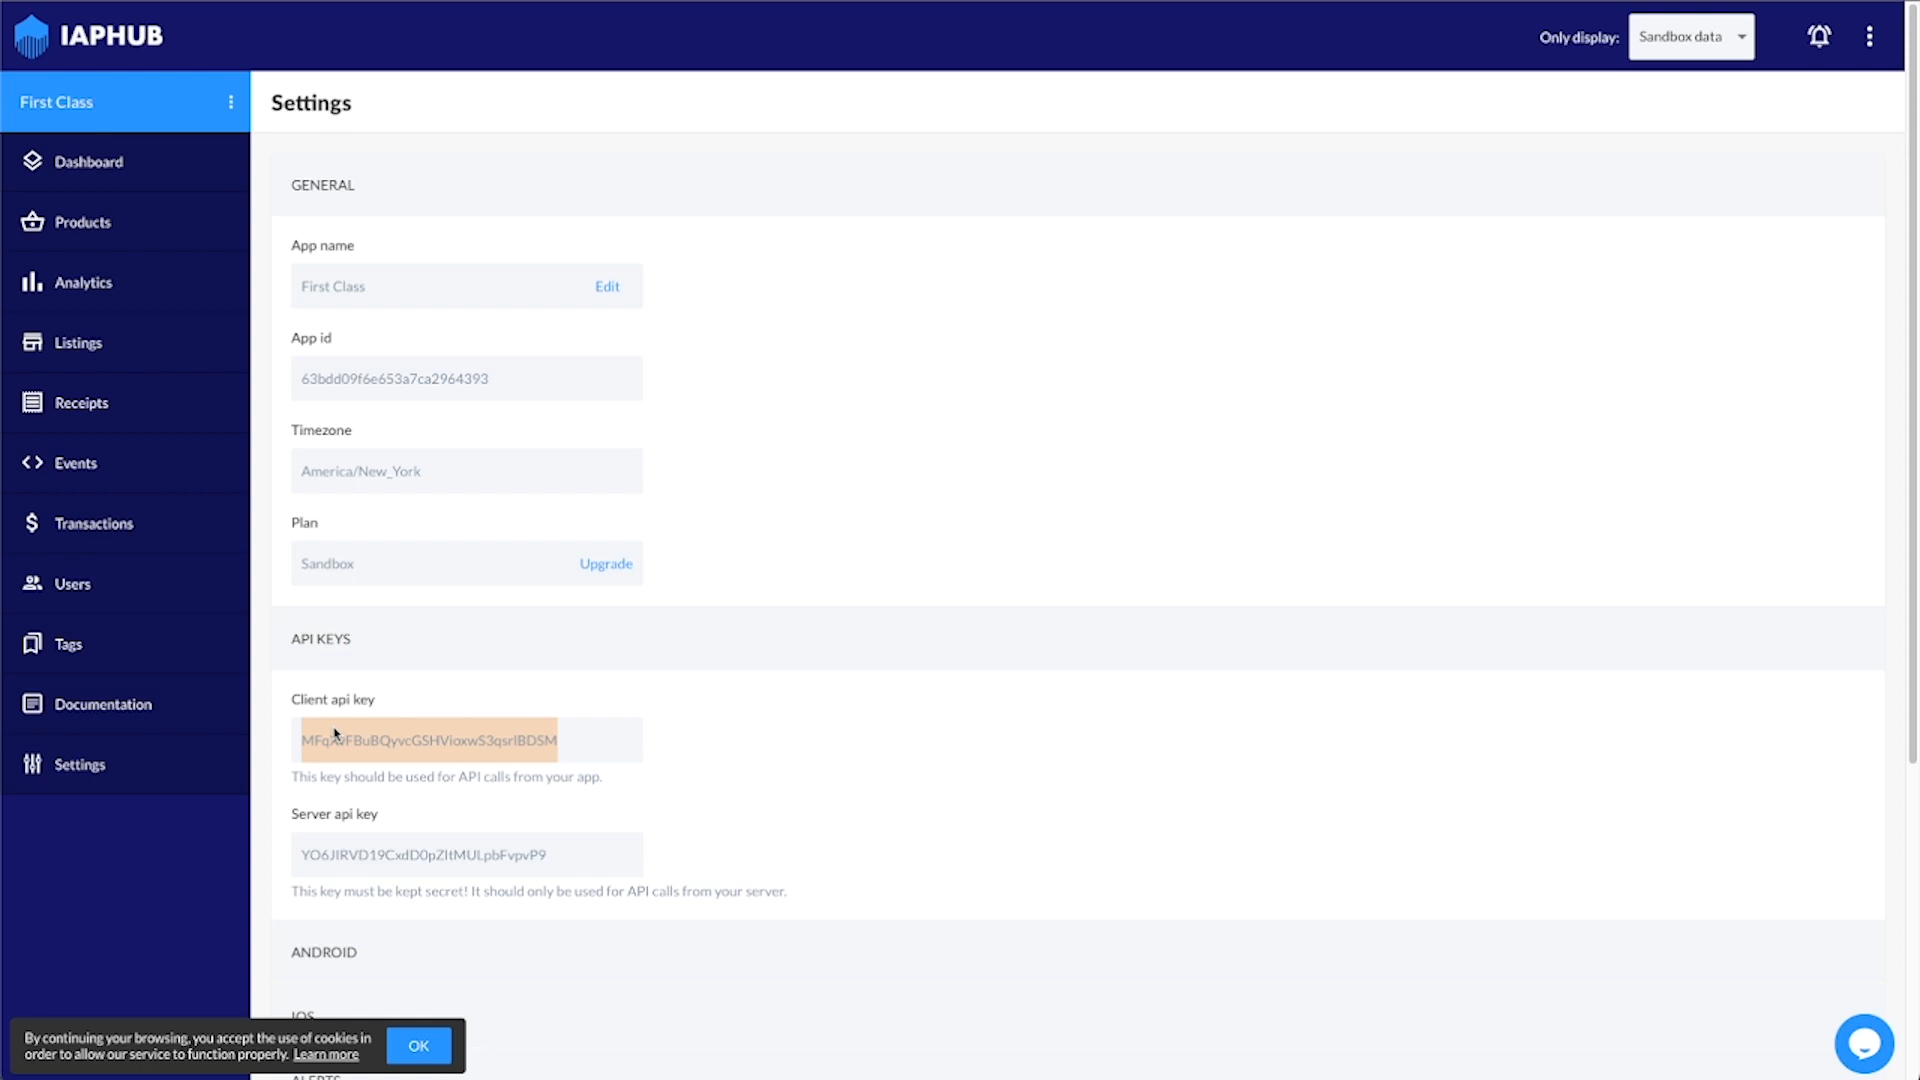 IAPHUB
Only display:
Sandbox data
First Class
Settings
Dashboard
Products
Analytics
Listings
Receipts
Events
Transactions
Users
Tags
Documentation
Settings
GENERAL
App name
First Class
Edit
App id
63bdd09f6e653a7ca2964393
Timezone
America/New_York
Plan
Sandbox
Upgrade
API KEYS
Client api key
This key should be used for API calls from your app.
Server api key
YO6JIRVD19CxdD0pZItMULpbFvpvP9
This key must be kept secret! It should only be used for API calls from your server.
ANDROID
IOS
ALERTS
By continuing your browsing, you accept the use of cookies in
order to allow our service to function properly. Learn more
OK